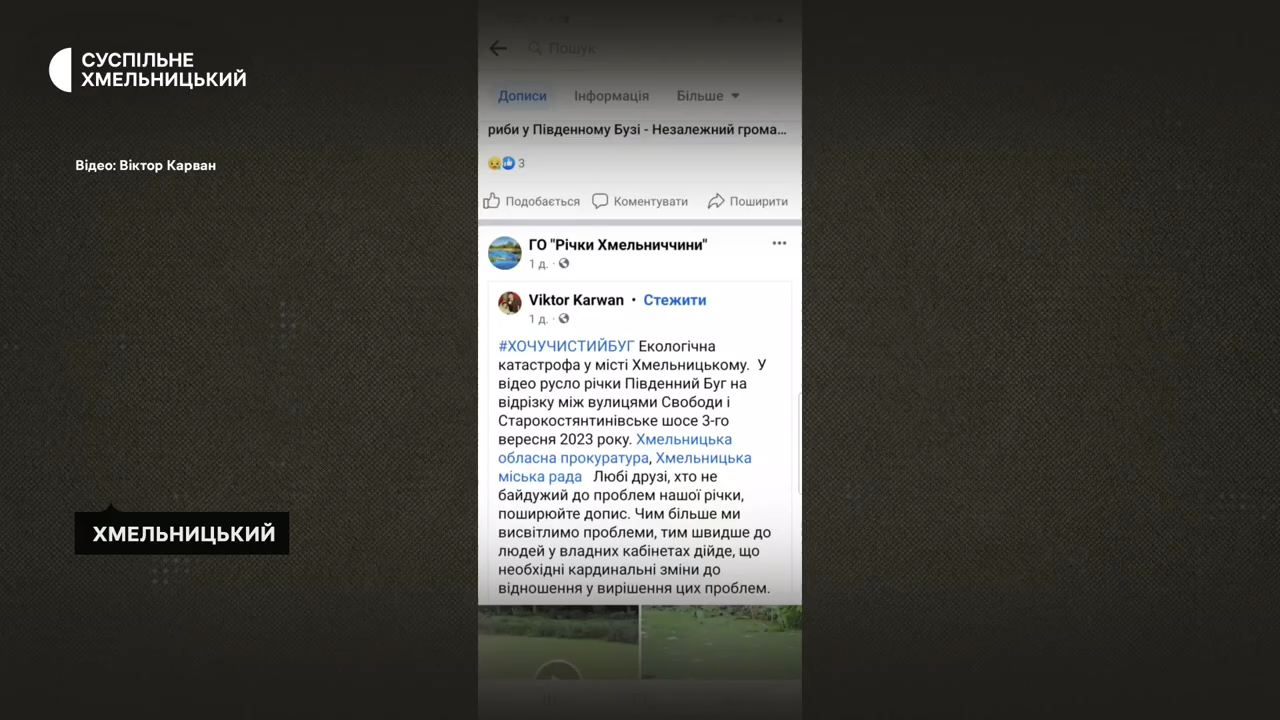 СУСПІЛЬНЕ
ХМЕЛЬНИЦЬКИЙ
Відео: Віктор Карван
ХМЕЛЬНИЦЬКИЙ
Пошук
Дописи Інформація Більше
риби у Південному Бузі - Незалежний грома...
3
Подобається Коментувати Поширити
ГО "Річки Хмельниччини"
1 д. ·
Viktor Karwan • Стежити
1 д. ·
#ХОЧУЧИСТИЙБУГ Екологічна
катастрофа у місті Хмельницькому. У
відео русло річки Південний Буг на
відрізку між вулицями Свободи і
Старокостянтинівське шосе 3-го
вересня 2023 року. Хмельницька
обласна прокуратура, Хмельницька
міська рада Любі друзі, хто не
байдужий до проблем нашої річки,
поширюйте допис. Чим більше ми
висвітлимо проблеми, тим швидше до
людей у владних кабінетах дійде, що
необхідні кардинальні зміни до
відношення у вирішення цих проблем.